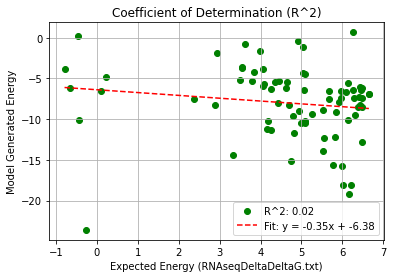 Coefficient of Determination (R^2)
Model Generated Energy
0
−5
−10
−15
−20
R^2: 0.02
Fit: y = -0.35x + -6.38
−1 0 1 2 3 4 5 6 7
Expected Energy (RNAseqDeltaDeltaG.txt)